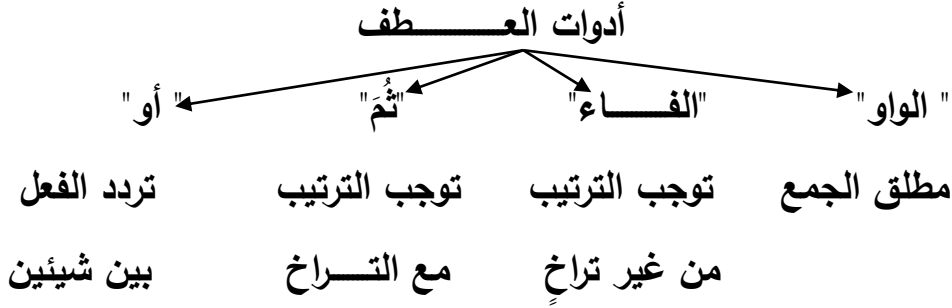 أدوات العـــــطف
" الواو " "الفـــــاء" "ثُمَ" " أو "
مطلق الجمع توجب الترتيب توجب الترتيب تردد الفعل
من غير تراخٍ مع التـــراخ بين شيئين